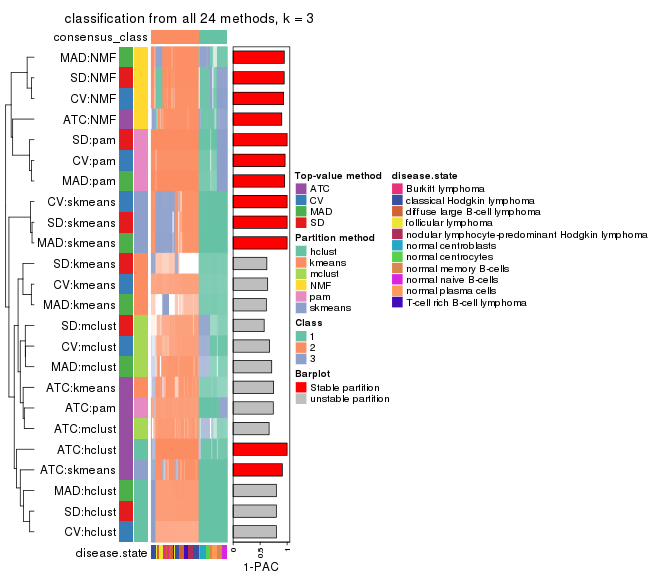 classification from all 24 methods, k = 3
consensus_class
MAD:NMF
SD:NMF
CV:NMF
ATC:NMF
SD:pam
CV:pam
MAD:pam
CV:skmeans
SD:skmeans
MAD:skmeans
SD:kmeans
CV:kmeans
MAD:kmeans
SD:mclust
CV:mclust
MAD:mclust
ATC:kmeans
ATC:pam
ATC:mclust
ATC:hclust
ATC:skmeans
MAD:hclust
SD:hclust
CV:hclust
disease.state
0
0.5
1
1-PAC
Top-value method
ATC
CV
MAD
SD
Partition method
hclust
kmeans
mclust
NMF
pam
skmeans
Class
1
2
3
Barplot
Stable partition
unstable partition
disease.state
Burkitt lymphoma
classical Hodgkin lymphoma
diffuse large B-cell lymphoma
follicular lymphoma
nodular lymphocyte-predominant Hodgkin lymphoma
normal centroblasts
normal centrocytes
normal memory B-cells
normal naive B-cells
normal plasma cells
T-cell rich B-cell lymphoma